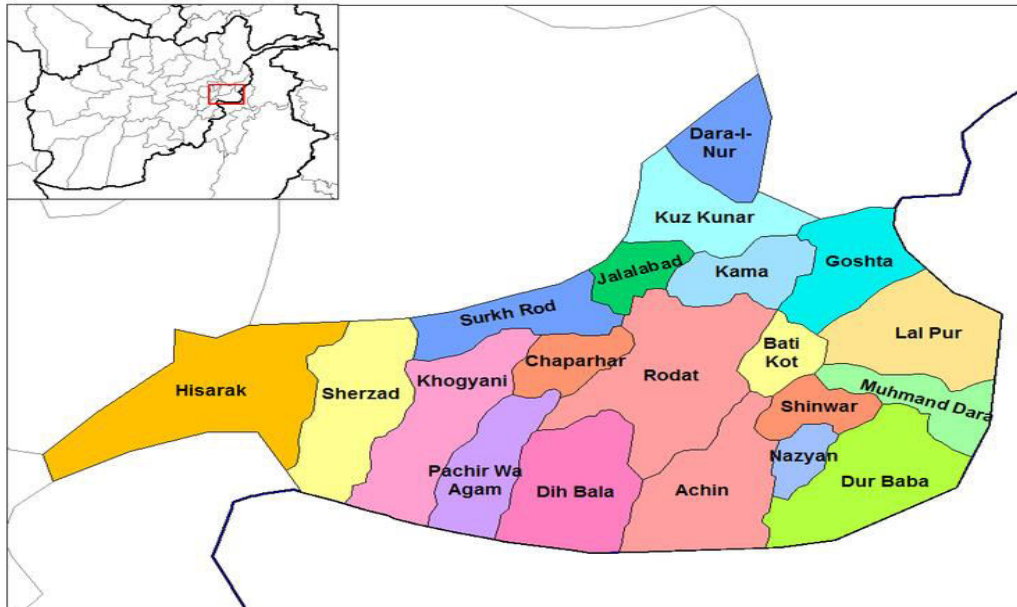 Dara-I-
Nur
Kuz Kunar
Jalalabad
Kama
Goshta
Surkh Rod
Lal Pur
Bati
Kot
Chaparhar
Hisarak
Sherzad
Khogyani
Rodat
Muhmand Dara
Shinwar
Nazyan
Pachir Wa
Agam
Dih Bala
Achin
Dur Baba